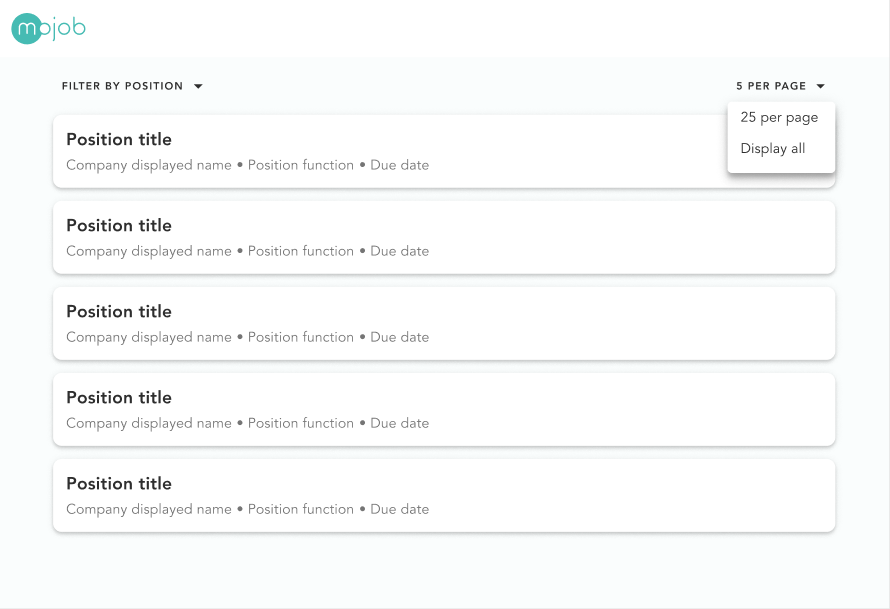 mojob
FILTER BY POSITION
5 PER PAGE
25 per page
Display all
Position title
Company displayed name • Position function • Due date
Position title
Company displayed name • Position function • Due date
Position title
Company displayed name • Position function • Due date
Position title
Company displayed name • Position function • Due date
Position title
Company displayed name • Position function • Due date